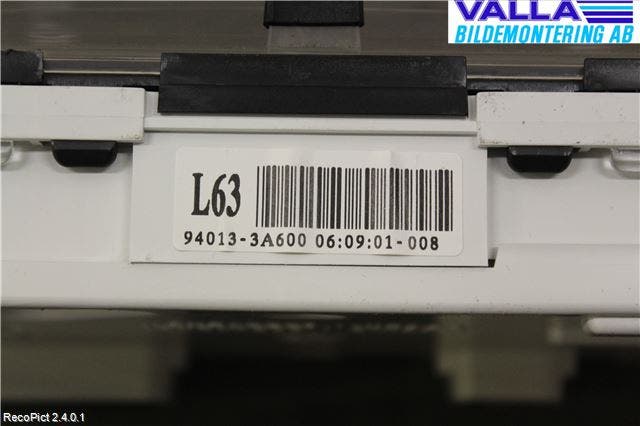 VALLA
BILDEMONTERING AB
L63
94013-3A600 06:09:01-008
RecoPict 2.4.0.1